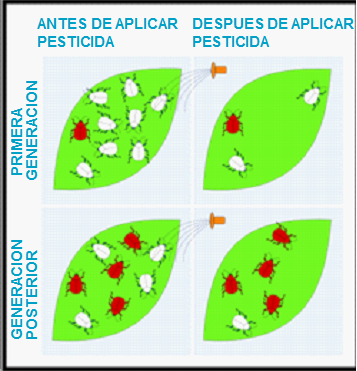 ANTES DE APLICAR
PESTICIDA
DESPUES DE APLICAR
PESTICIDA
PRIMERA
GENERACION
GENERACION
POSTERIOR